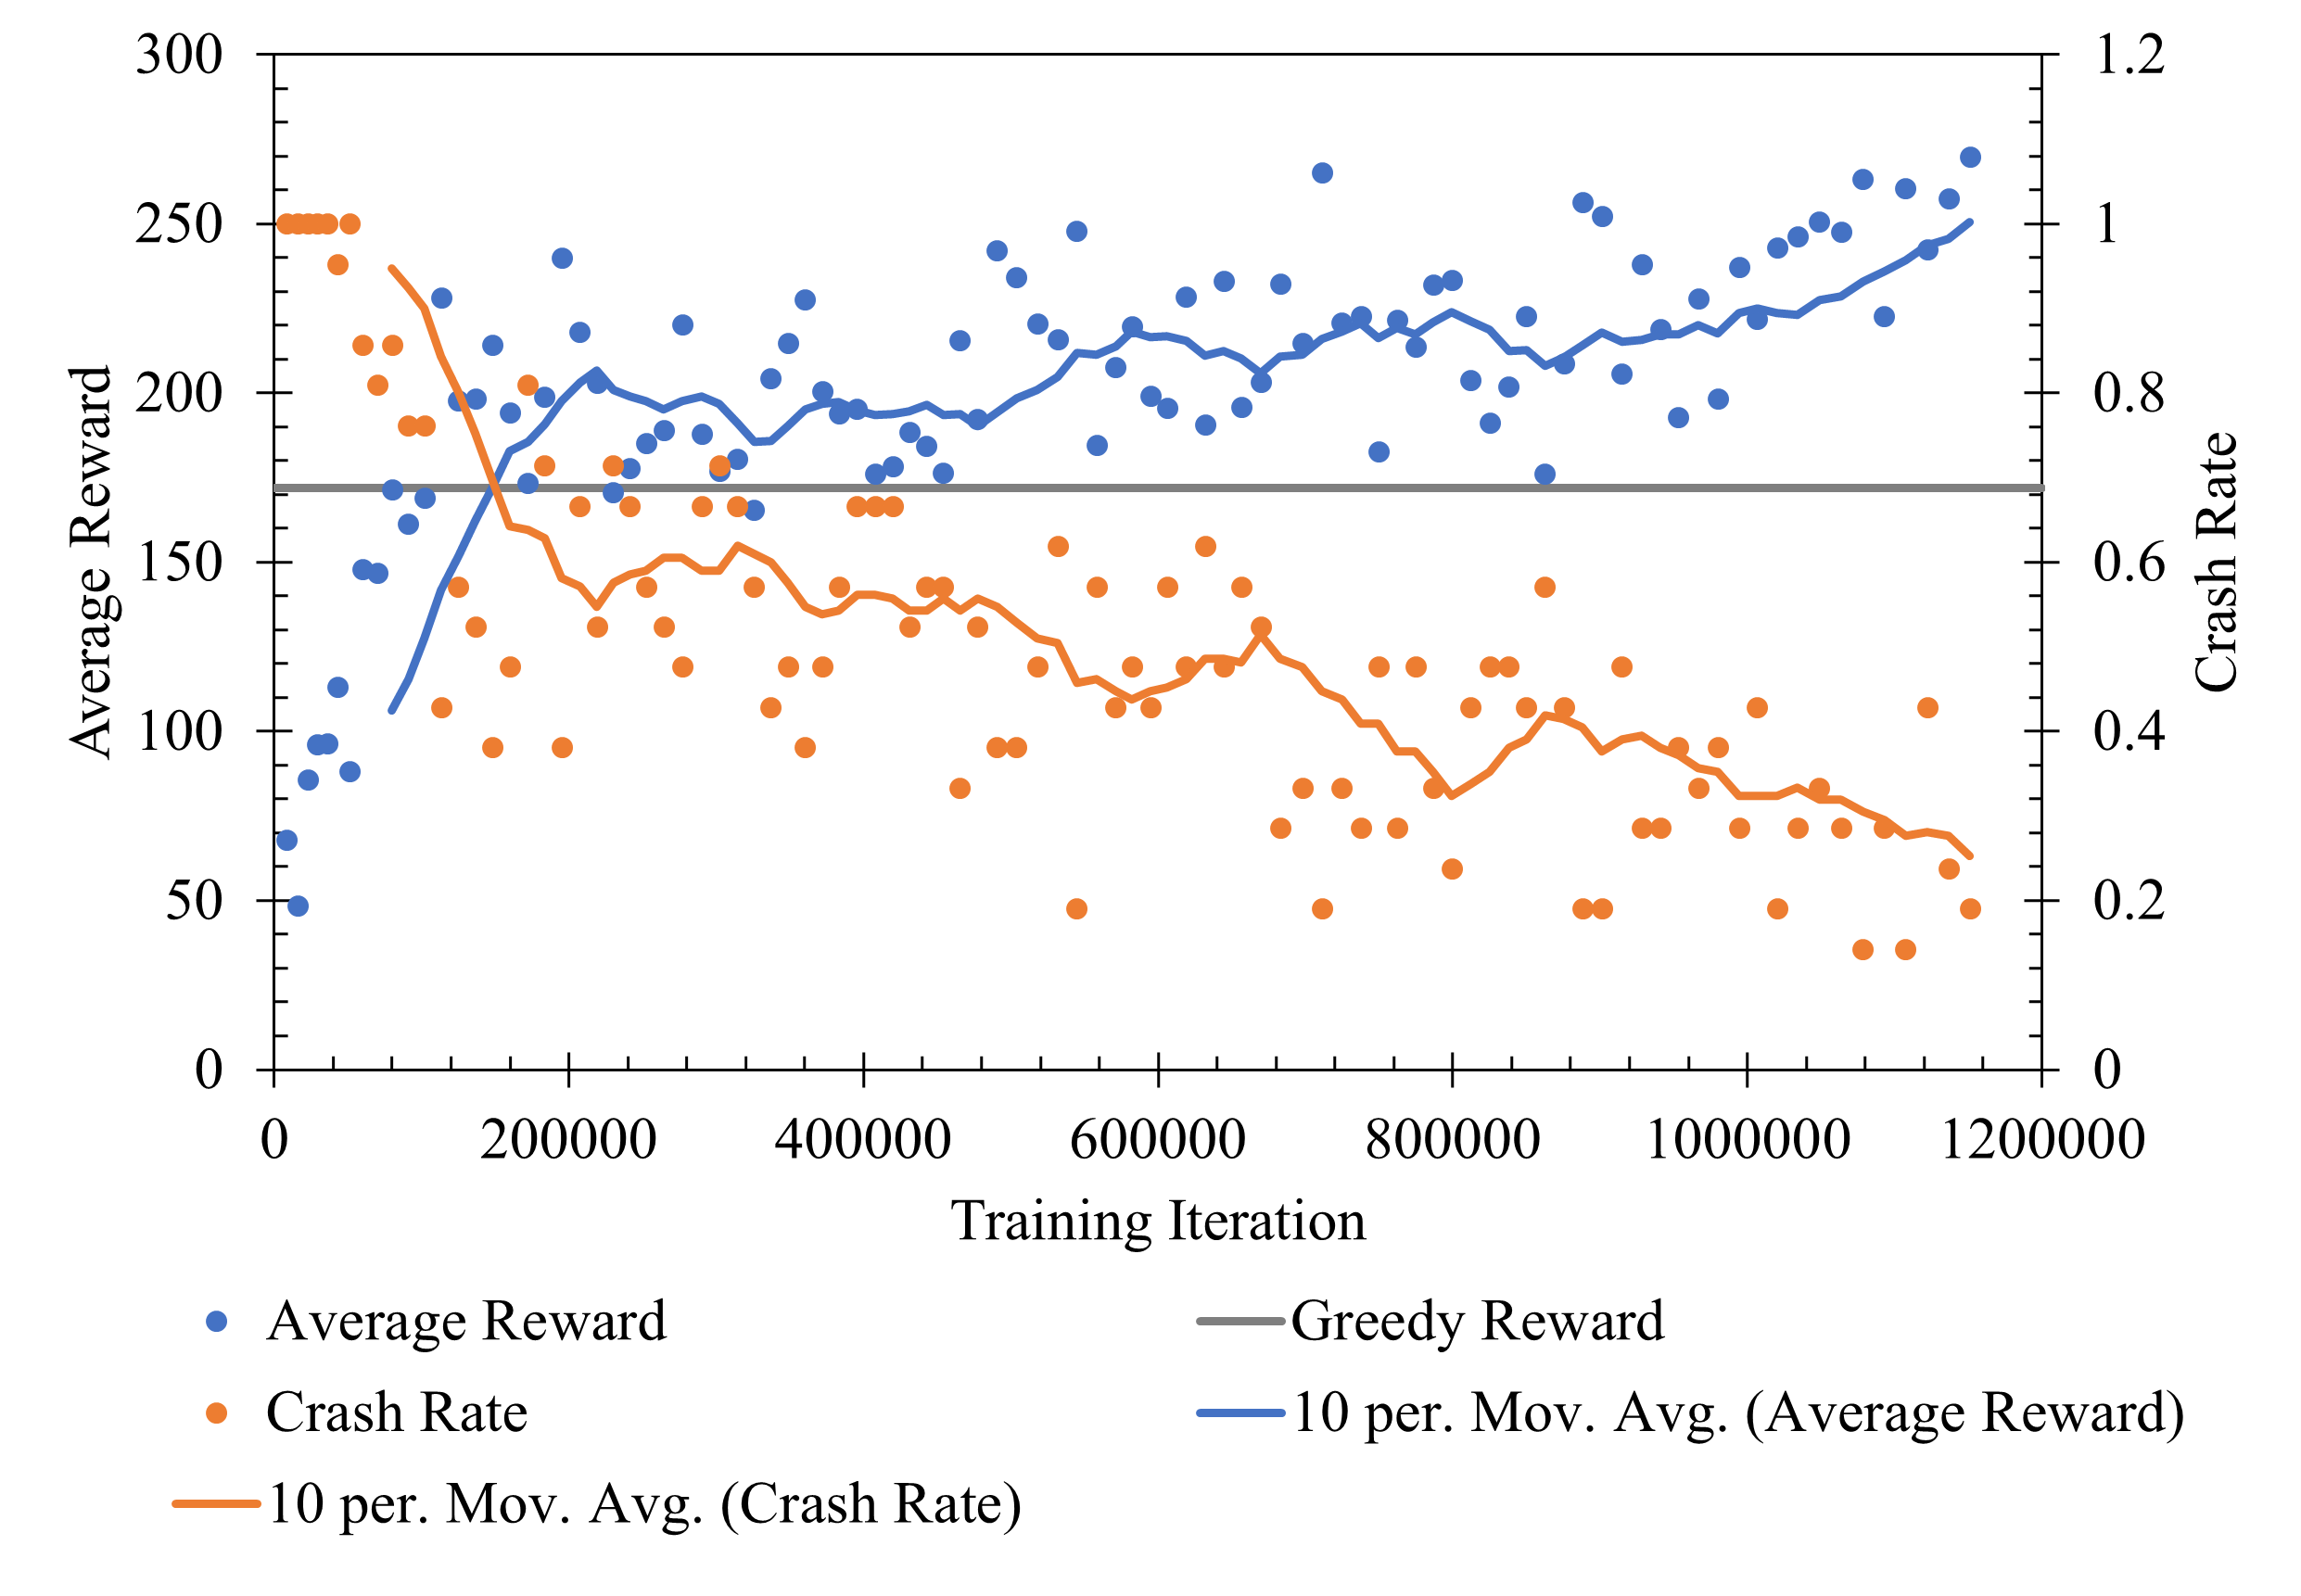 300
250
200
150
100
50
0
Average Reward
1.2
1
0.8
0.6
0.4
0.2
0
Crash Rate
0 200000 400000 600000 800000 1000000 1200000
Training Iteration
Average Reward
Greedy Reward
Crash Rate
10 per. Mov. Avg. (Average Reward)
10 per. Mov. Avg. (Crash Rate)